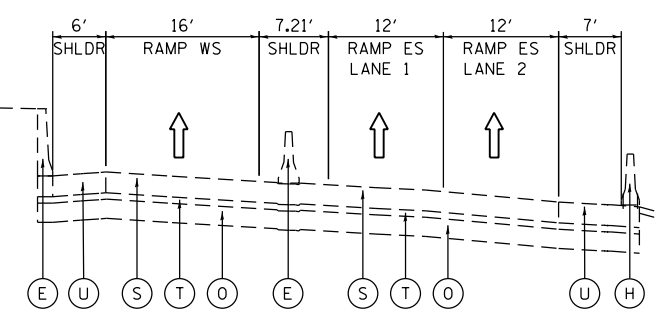 6' 16' 7.21' 12' 12' 7'
SHLDR RAMP WS SHLDR RAMP ES RAMP ES SHLDR
LANE 1 LANE 2
E U S T O E S T O U H